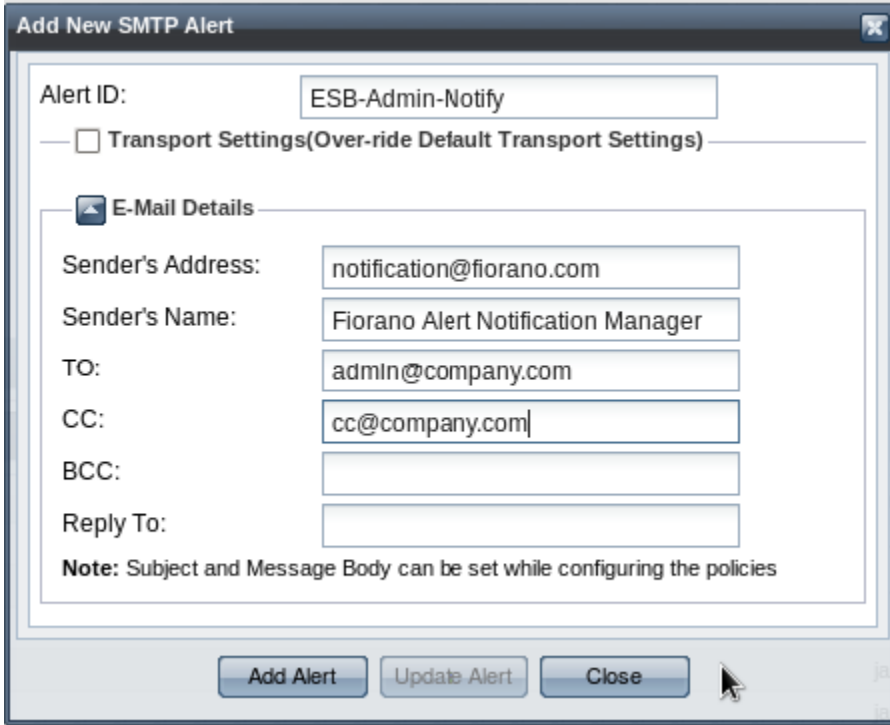 Add New SMTP Alert
Alert ID: ESB-Admin-Notify
Transport Settings(Over-ride Default Transport Settings)
E-Mail Details
Sender's Address: notification@fiorano.com
Sender's Name: Fiorano Alert Notification Manager
TO: admin@company.com
CC: cc@company.com
BCC:
Reply To:
Note: Subject and Message Body can be set while configuring the policies
Add Alert Update Alert Close
ja
ja